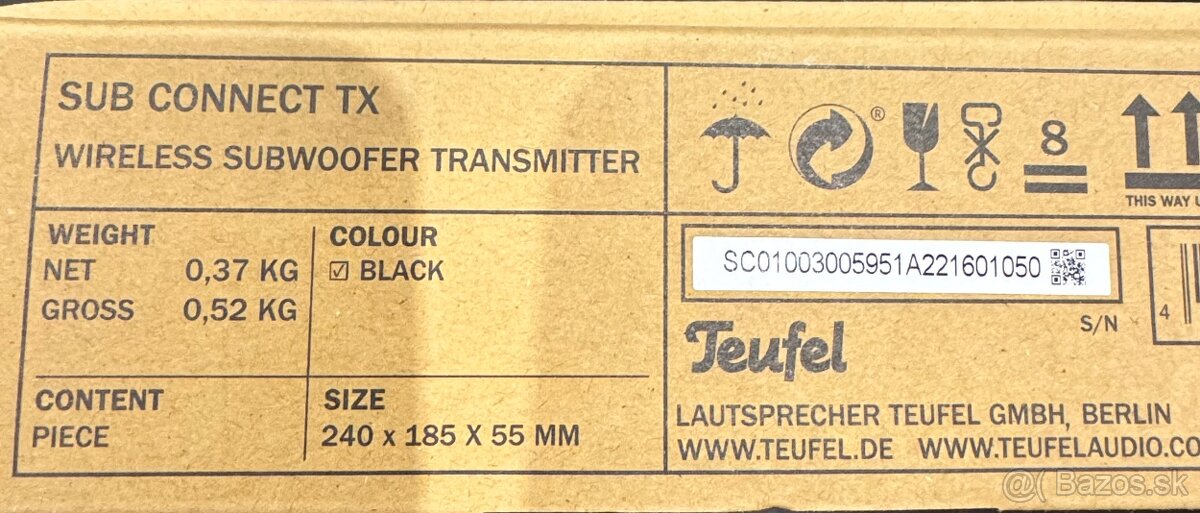 SUB CONNECT TX
WIRELESS SUBWOOFER TRANSMITTER
WEIGHT
NET 0,37 KG
GROSS 0,52 KG
COLOUR
☑ BLACK
CONTENT
PIECE
SIZE
240 x 185 X 55 MM
®
8
THIS WAY U
SC01003005951A221601050
S/N
4
Teufel
LAUTSPRECHER TEUFEL GMBH, BERLIN
WWW.TEUFEL.DE WWW.TEUFELAUDIO.CO
@( Bazos.sk